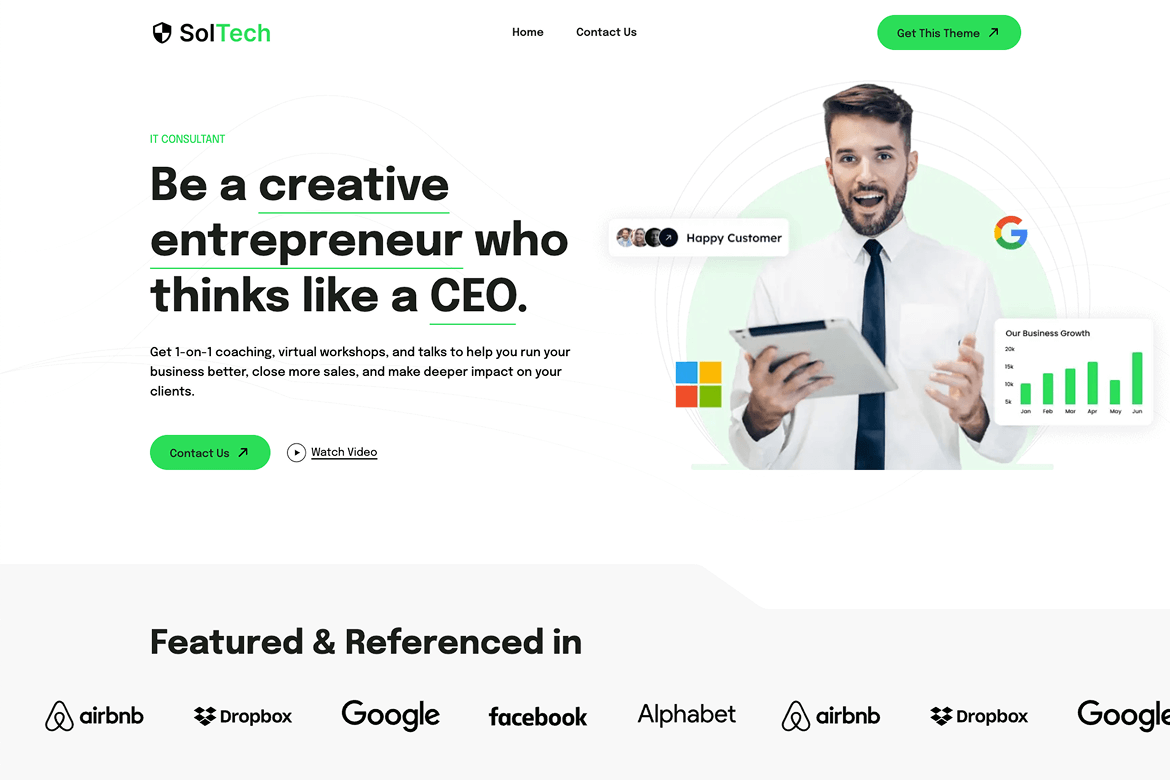 SolTech
Home
Contact Us
Get This Theme
IT CONSULTANT
Be a creative
entrepreneur who
thinks like a CEO.
Get 1-on-1 coaching, virtual workshops, and talks to help you run your
business better, close more sales, and make deeper impact on your
clients.
Contact Us
Watch Video
Happy Customer
G
Our Business Growth
20k
15k
10k
5k
Jan Feb Mar Apr May Jun
Featured & Referenced in
airbnb Dropbox Google facebook Alphabet airbnb Dropbox Google